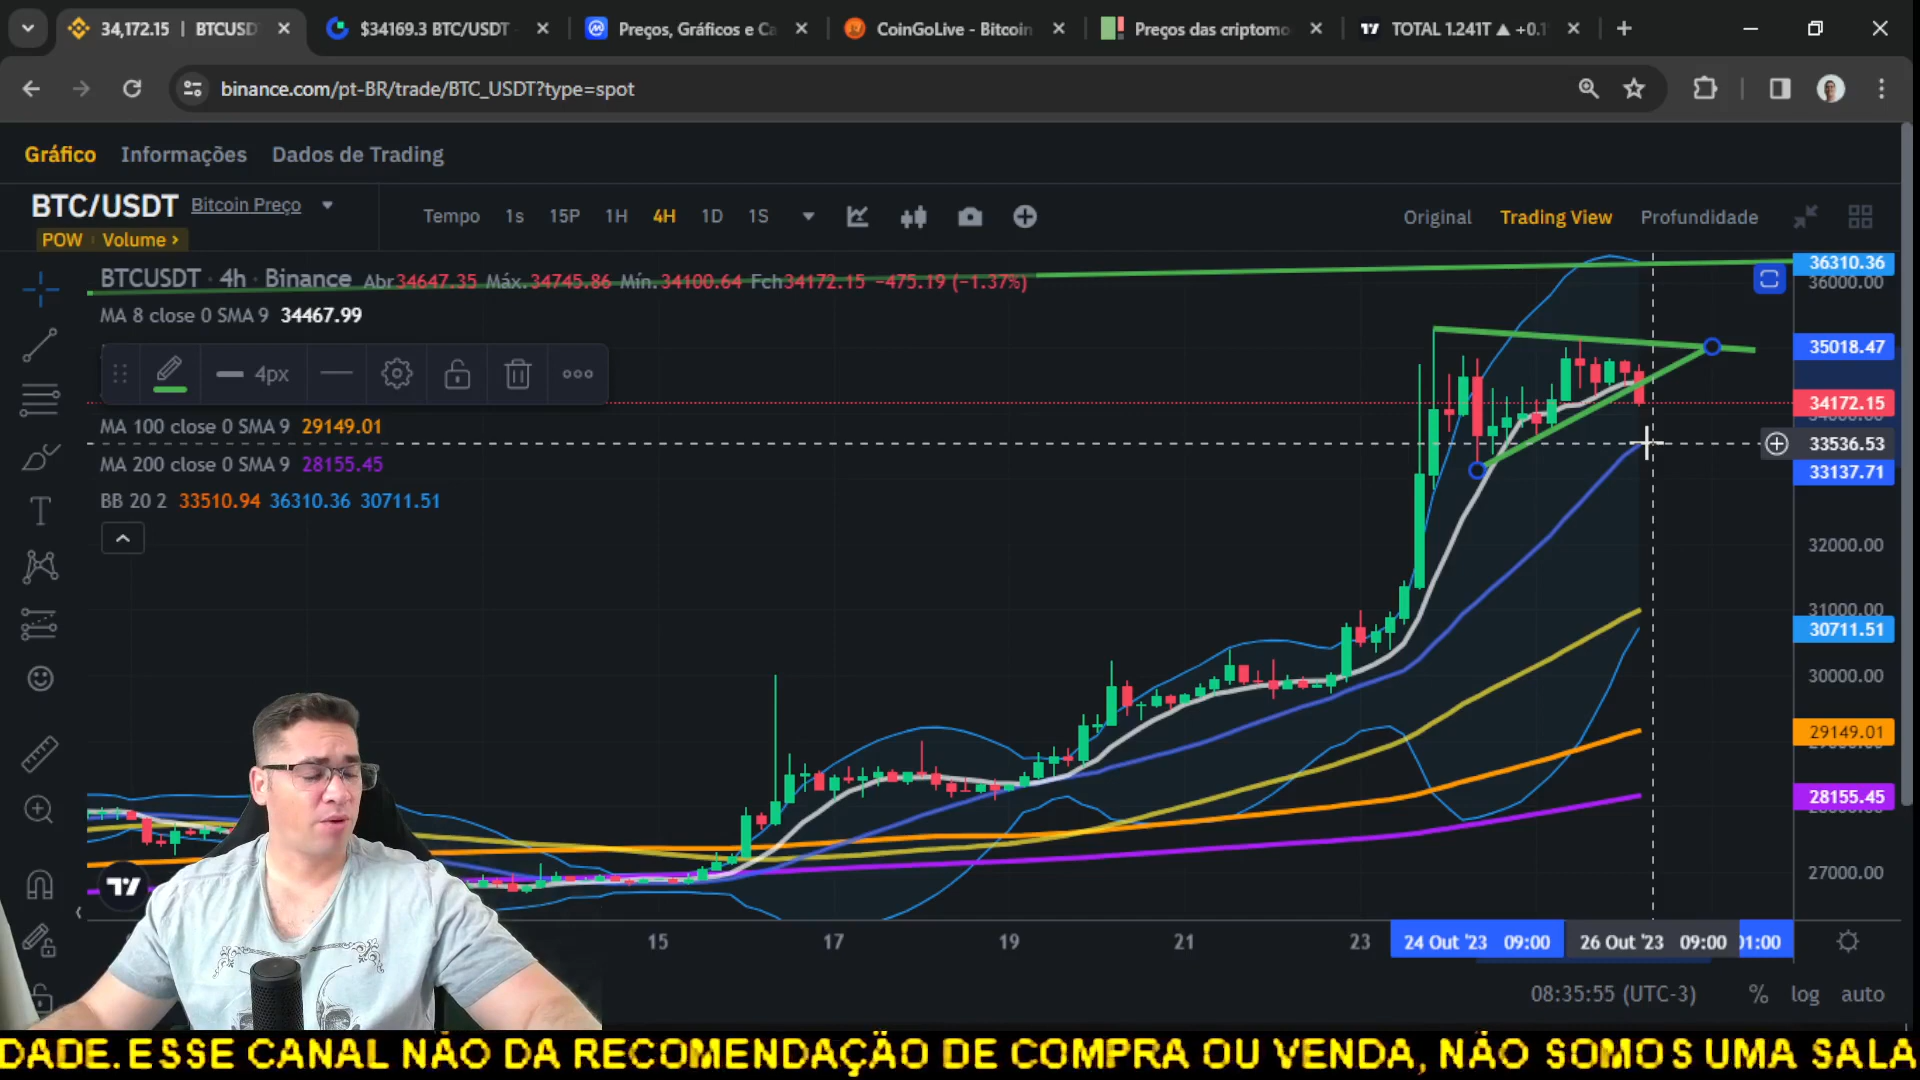 34,172.15 | BTCUSD
$34169.3 BTC/USDT
Preços, Gráficos e Ca
CoinGoLive - Bitcoin
Preços das criptomo
TOTAL 1.241T ▲ +0.1
binance.com/pt-BR/trade/BTC_USDT?type=spot
Gráfico Informações Dados de Trading
BTC/USDT Bitcoin Preço
POW Volume >
Tempo 1s 15P 1H 4H 1D 1S
Original Trading View Profundidade
BTCUSDT · 4h · Binance Abr34647.35 Máx.34745.86 Mín.34100.64 Fch34172.15 −475.19 (−1.37%)
MA 8 close 0 SMA 9 34467.99
4px
MA 100 close 0 SMA 9 29149.01
MA 200 close 0 SMA 9 28155.45
BB 20 2 33510.94 36310.36 30711.51
36310.36
36000.00
35018.47
34172.15
33536.53
33137.71
32000.00
31000.00
30711.51
30000.00
29149.01
28155.45
27000.00
15 17 19 21 23 24 Out '23 09:00 26 Out '23 09:00 01:00
08:35:55 (UTC-3) % log auto
DADE.ESSE CANAL NÃO DA RECOMENDAÇÃO DE COMPRA OU VENDA, NÃO SOMOS UMA SALA